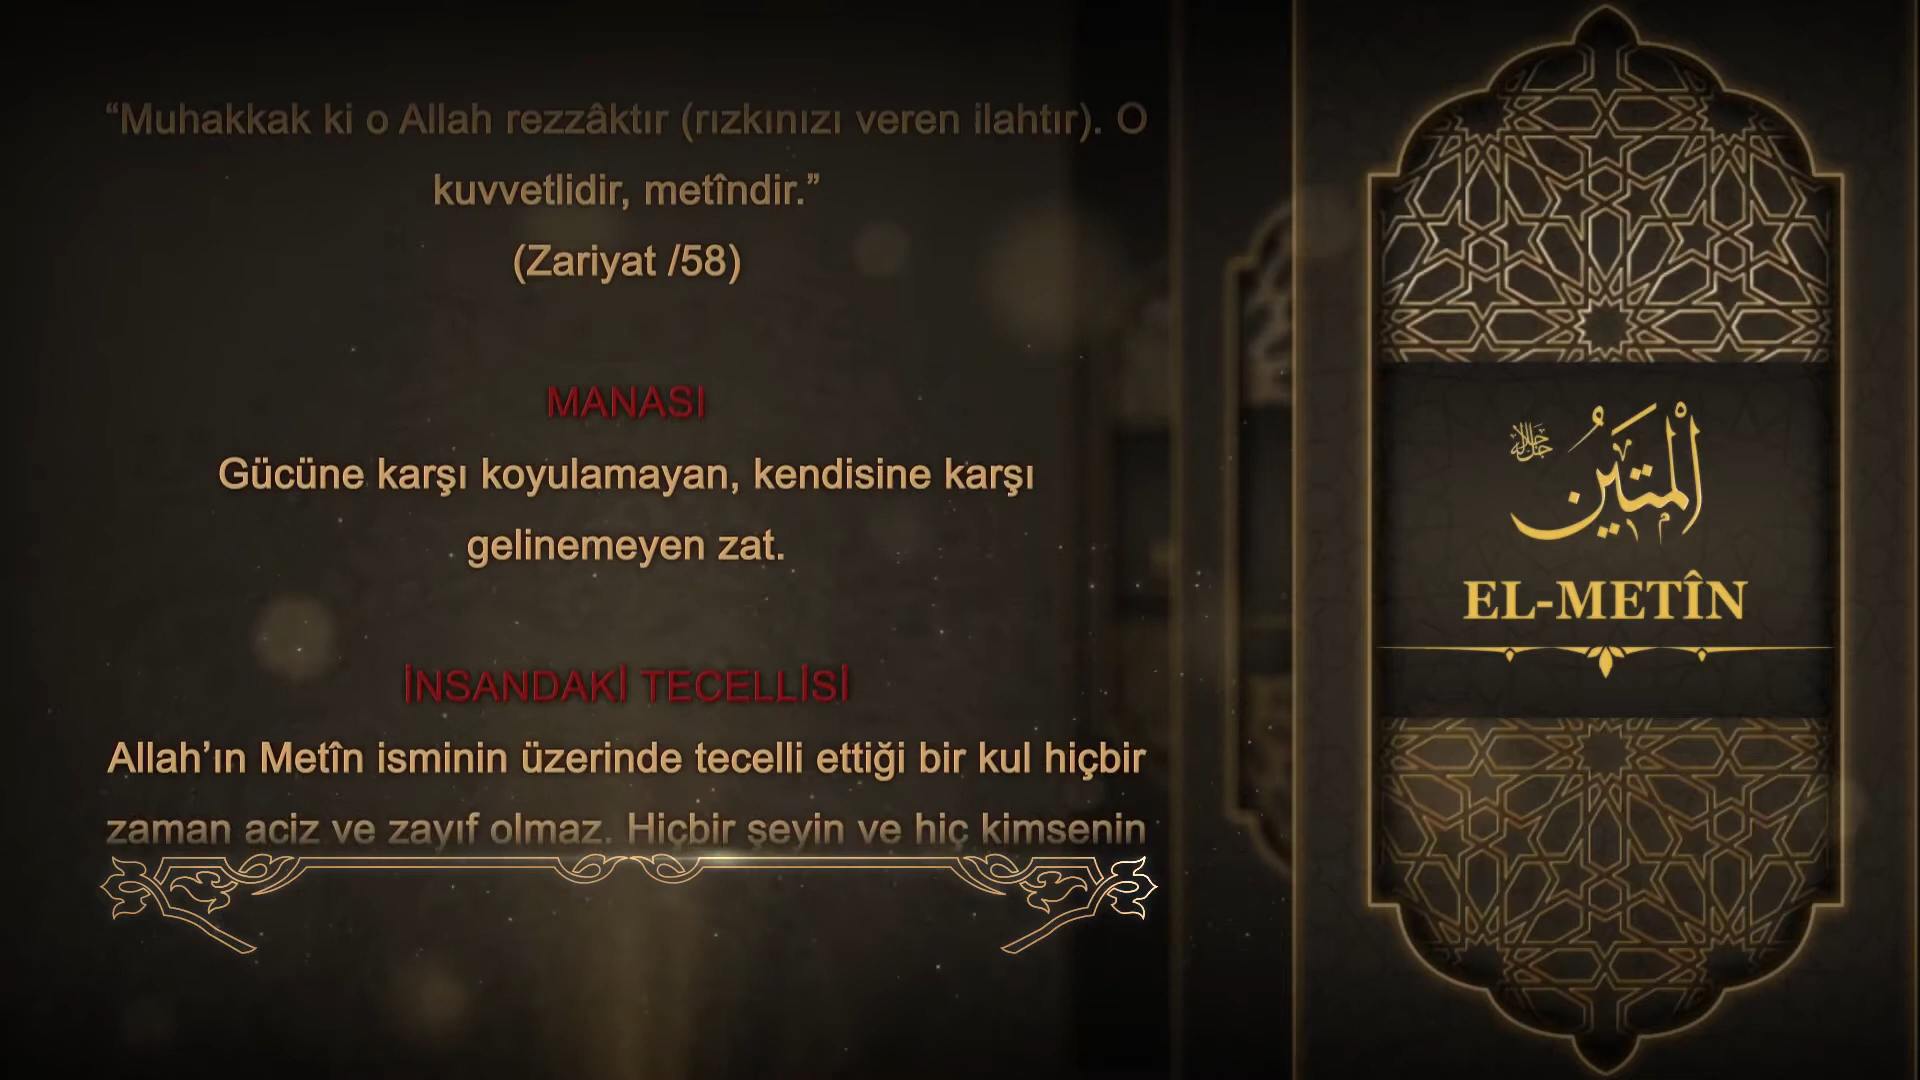 “Muhakkak ki o Allah rezzâktır (rızkınızı veren ilahtır). O
kuvvetlidir, metîndir.”
(Zariyat /58)
MANASI
Gücüne karşı koyulamayan, kendisine karşı
gelinemeyen zat.
İNSANDAKİ TECELLİSİ
Allah’ın Metîn isminin üzerinde tecelli ettiği bir kul hiçbir
zaman aciz ve zayıf olmaz. Hiçbir şeyin ve hiç kimsenin
الْمَتِينُ
جل جلاله
EL-METÎN